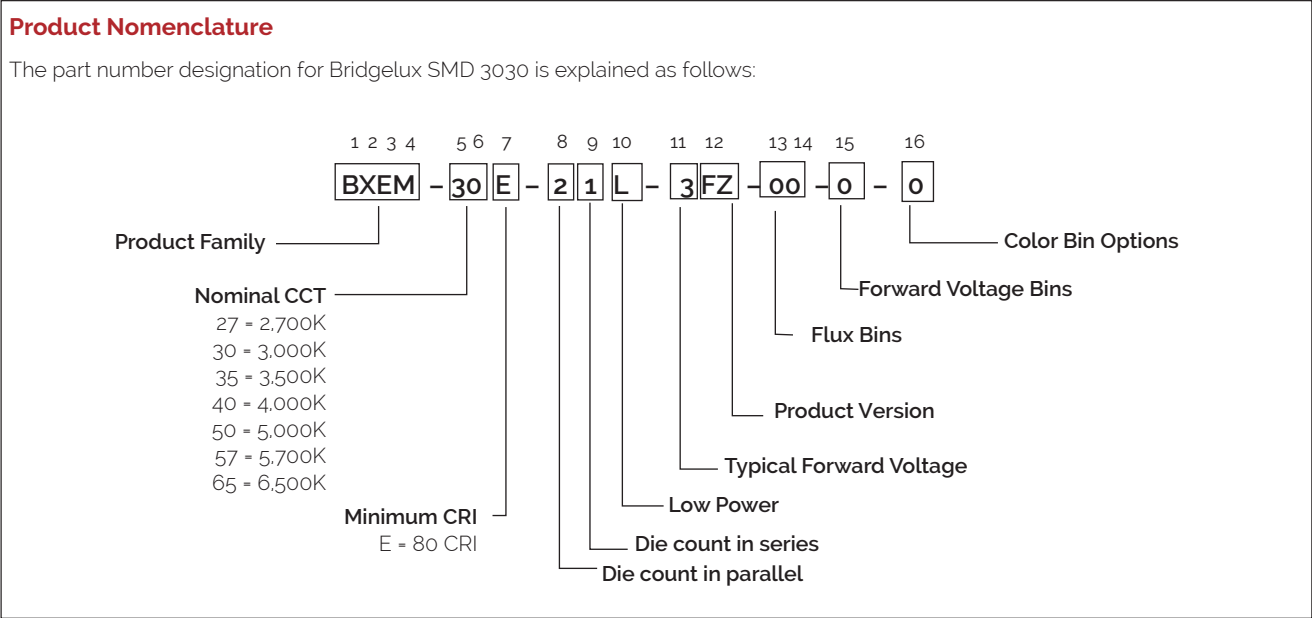 Product Nomenclature
The part number designation for Bridgelux SMD 3030 is explained as follows:
1 2 3 4 5 6 7 8 9 10 11 12 13 14 15 16
BXEM – 30 E – 2 1 L – 3 FZ – 00 – 0 – 0
Product Family
Color Bin Options
Forward Voltage Bins
Nominal CCT
27 = 2,700K
30 = 3,000K
35 = 3,500K
40 = 4,000K
50 = 5,000K
57 = 5,700K
65 = 6,500K
Flux Bins
Product Version
Typical Forward Voltage
Low Power
Minimum CRI
E = 80 CRI
Die count in series
Die count in parallel